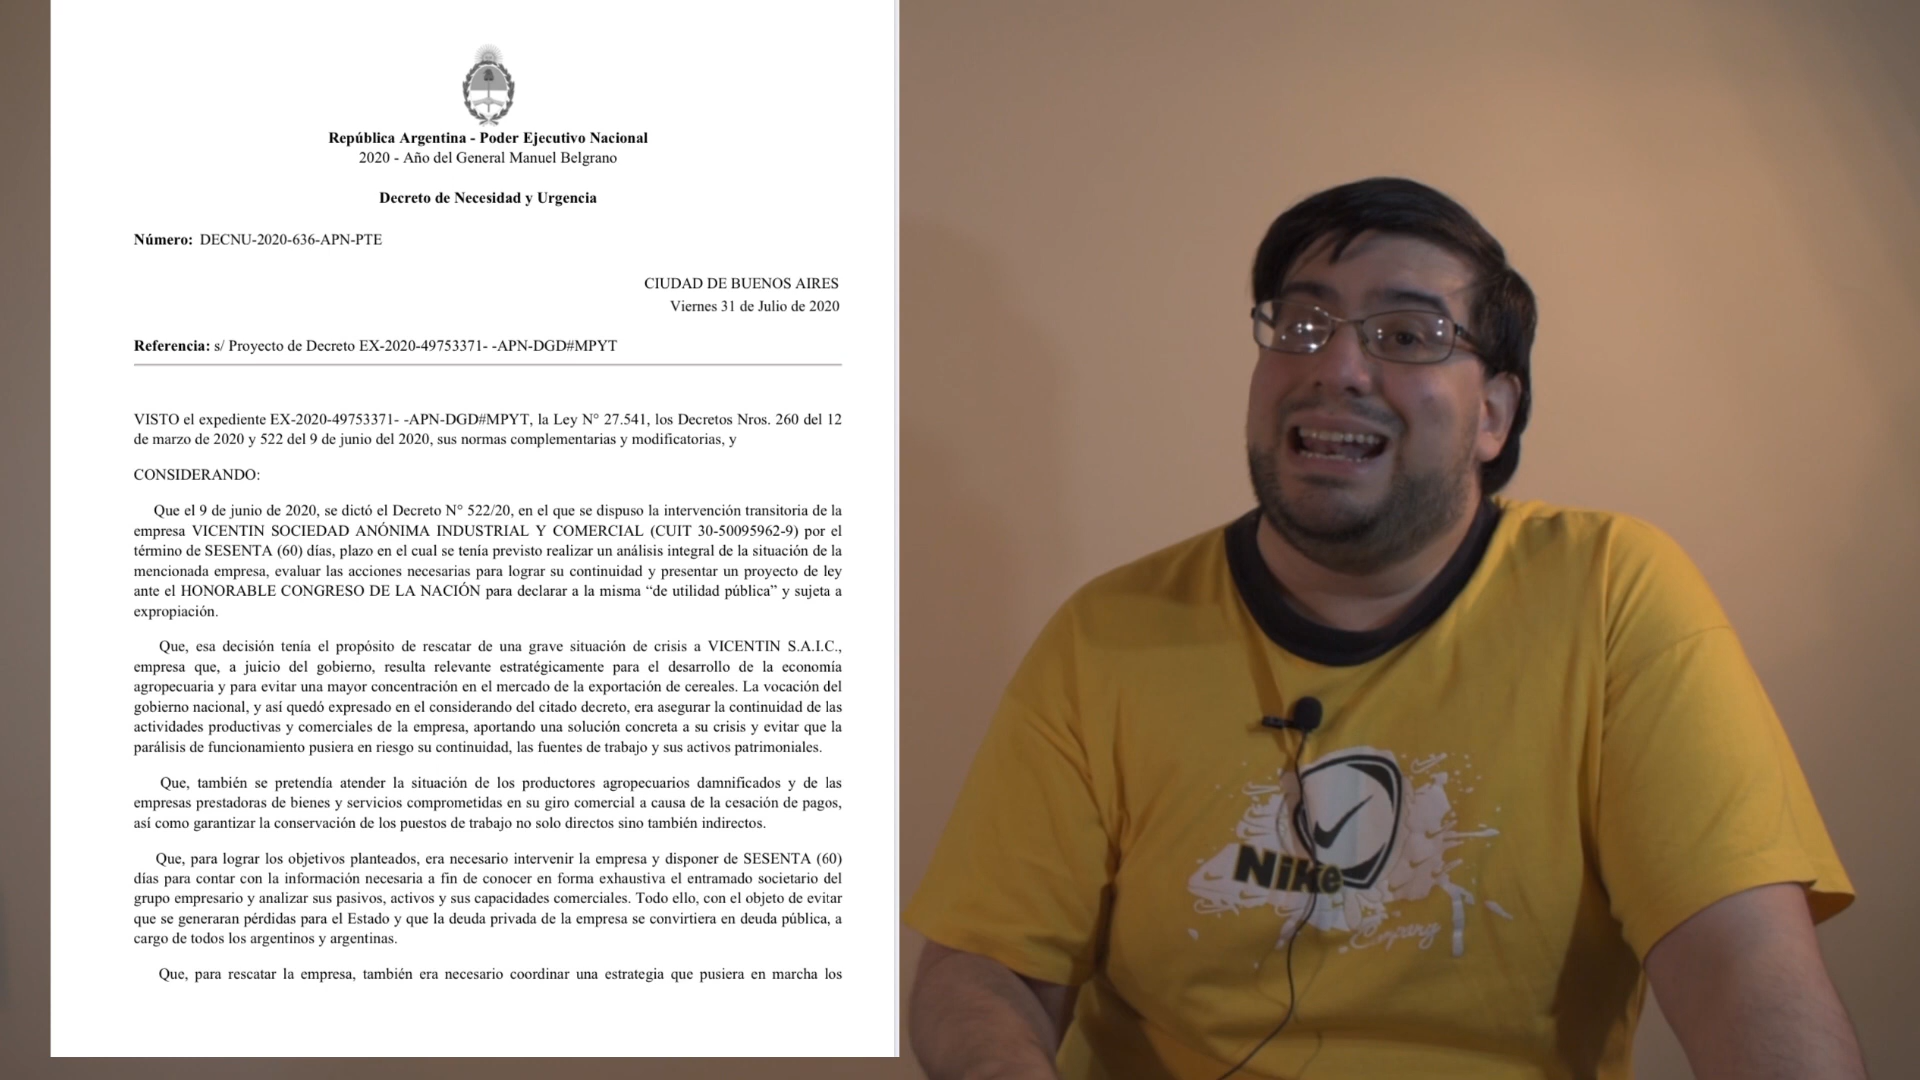 República Argentina - Poder Ejecutivo Nacional
2020 - Año del General Manuel Belgrano
Decreto de Necesidad y Urgencia
Número: DECNU-2020-636-APN-PTE
CIUDAD DE BUENOS AIRES
Viernes 31 de Julio de 2020
Referencia: s/ Proyecto de Decreto EX-2020-49753371- -APN-DGD#MPYT
VISTO el expediente EX-2020-49753371- -APN-DGD#MPYT, la Ley N° 27.541, los Decretos Nros. 260 del 12
de marzo de 2020 y 522 del 9 de junio del 2020, sus normas complementarias y modificatorias, y
CONSIDERANDO:
Que el 9 de junio de 2020, se dictó el Decreto N° 522/20, en el que se dispuso la intervención transitoria de la
empresa VICENTIN SOCIEDAD ANÓNIMA INDUSTRIAL Y COMERCIAL (CUIT 30-50095962-9) por el
término de SESENTA (60) días, plazo en el cual se tenía previsto realizar un análisis integral de la situación de la
mencionada empresa, evaluar las acciones necesarias para lograr su continuidad y presentar un proyecto de ley
ante el HONORABLE CONGRESO DE LA NACIÓN para declarar a la misma “de utilidad pública” y sujeta a
expropiación.
Que, esa decisión tenía el propósito de rescatar de una grave situación de crisis a VICENTIN S.A.I.C.,
empresa que, a juicio del gobierno, resulta relevante estratégicamente para el desarrollo de la economía
agropecuaria y para evitar una mayor concentración en el mercado de la exportación de cereales. La vocación del
gobierno nacional, y así quedó expresado en el considerando del citado decreto, era asegurar la continuidad de las
actividades productivas y comerciales de la empresa, aportando una solución concreta a su crisis y evitar que la
parálisis de funcionamiento pusiera en riesgo su continuidad, las fuentes de trabajo y sus activos patrimoniales.
Que, también se pretendía atender la situación de los productores agropecuarios damnificados y de las
empresas prestadoras de bienes y servicios comprometidas en su giro comercial a causa de la cesación de pagos,
así como garantizar la conservación de los puestos de trabajo no solo directos sino también indirectos.
Que, para lograr los objetivos planteados, era necesario intervenir la empresa y disponer de SESENTA (60)
días para contar con la información necesaria a fin de conocer en forma exhaustiva el entramado societario del
grupo empresario y analizar sus pasivos, activos y sus capacidades comerciales. Todo ello, con el objeto de evitar
que se generaran pérdidas para el Estado y que la deuda privada de la empresa se convirtiera en deuda pública, a
cargo de todos los argentinos y argentinas.
Que, para rescatar la empresa, también era necesario coordinar una estrategia que pusiera en marcha los
Nike